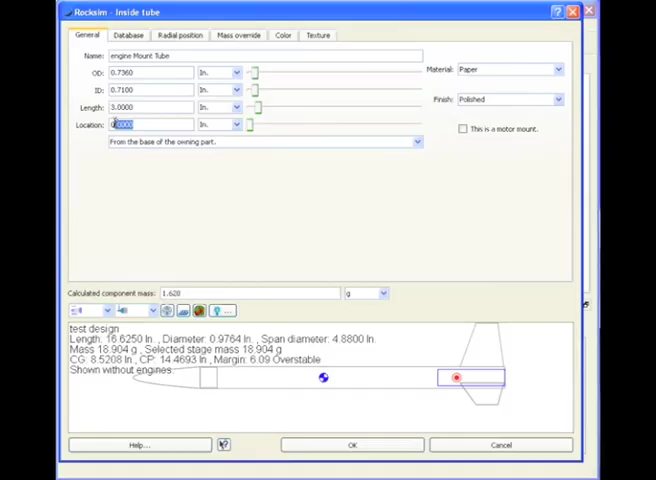 Rocksim - Inside tube
General Database Radial position Mass override Color Texture
Name: engine Mount Tube
OD: 0.7360 In.
Material: Paper
ID: 0.7100 In.
Finish: Polished
Length: 3.0000 In.
Location: 0.0000 In.
This is a motor mount.
From the base of the owning part.
Calculated component mass: 1.620 g
test design
Length: 16.6250 In. , Diameter: 0.9764 In. , Span diameter: 4.8800 In.
Mass 18.904 g , Selected stage mass 18.904 g
CG: 8.5208 In., CP: 14.4693 In., Margin: 6.09 Overstable
Shown without engines.
Help... OK Cancel